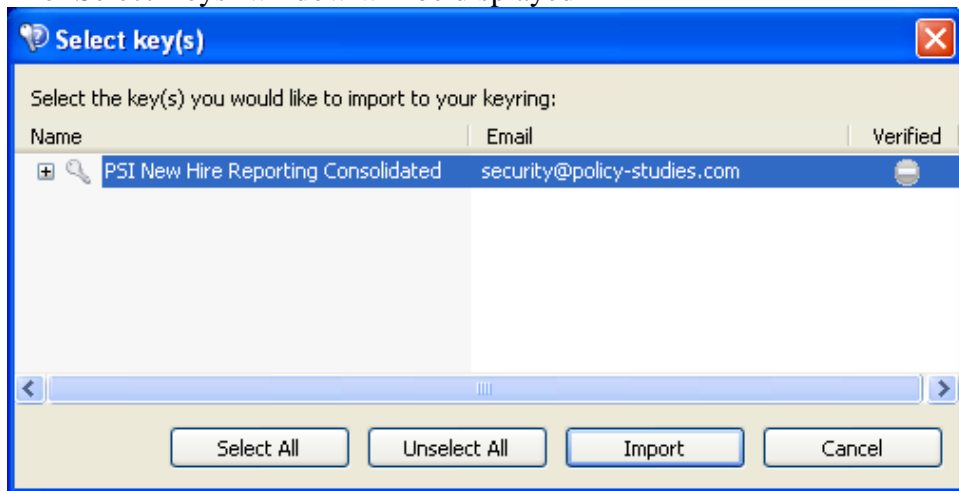 Select key(s)
Select the key(s) you would like to import to your keyring:
Name Email Verified
PSI New Hire Reporting Consolidated security@policy-studies.com
Select All Unselect All Import Cancel